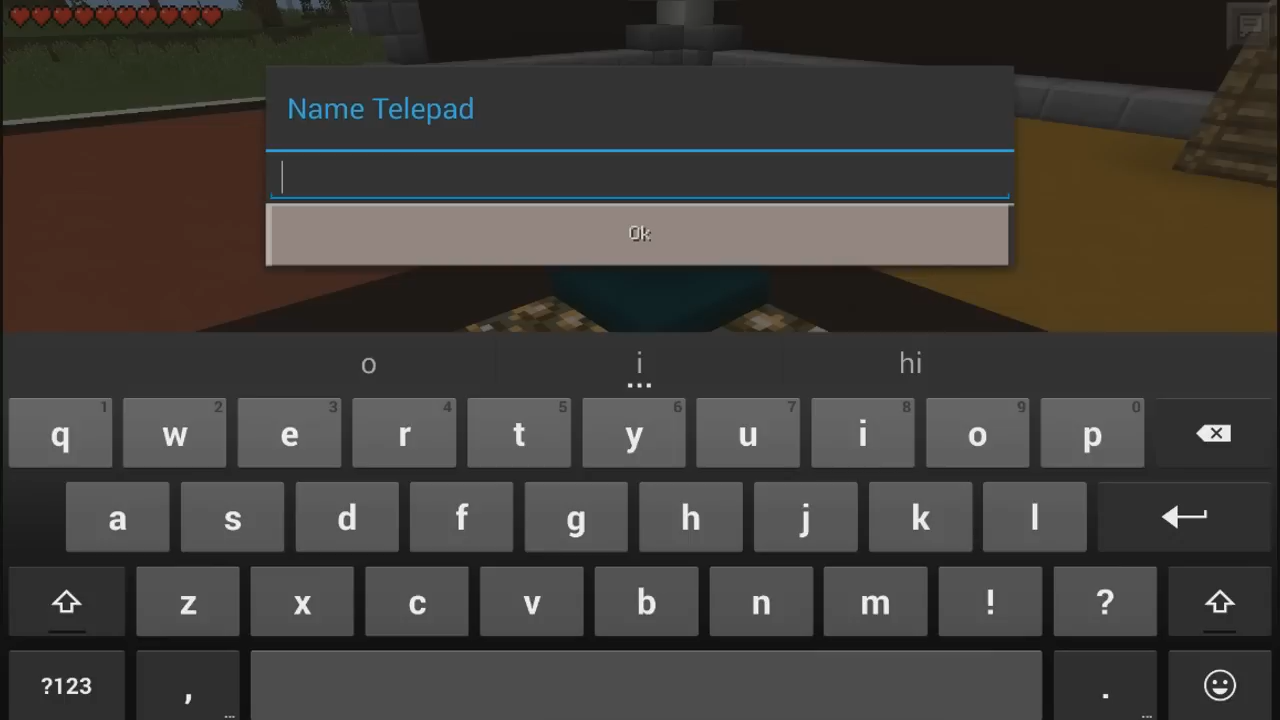 Name Telepad
Ok
o i hi
1 2 3 4 5 6 7 8 9 0
q w e r t y u i o p
a s d f g h j k l
z x c v b n m ! ?
?123 , .